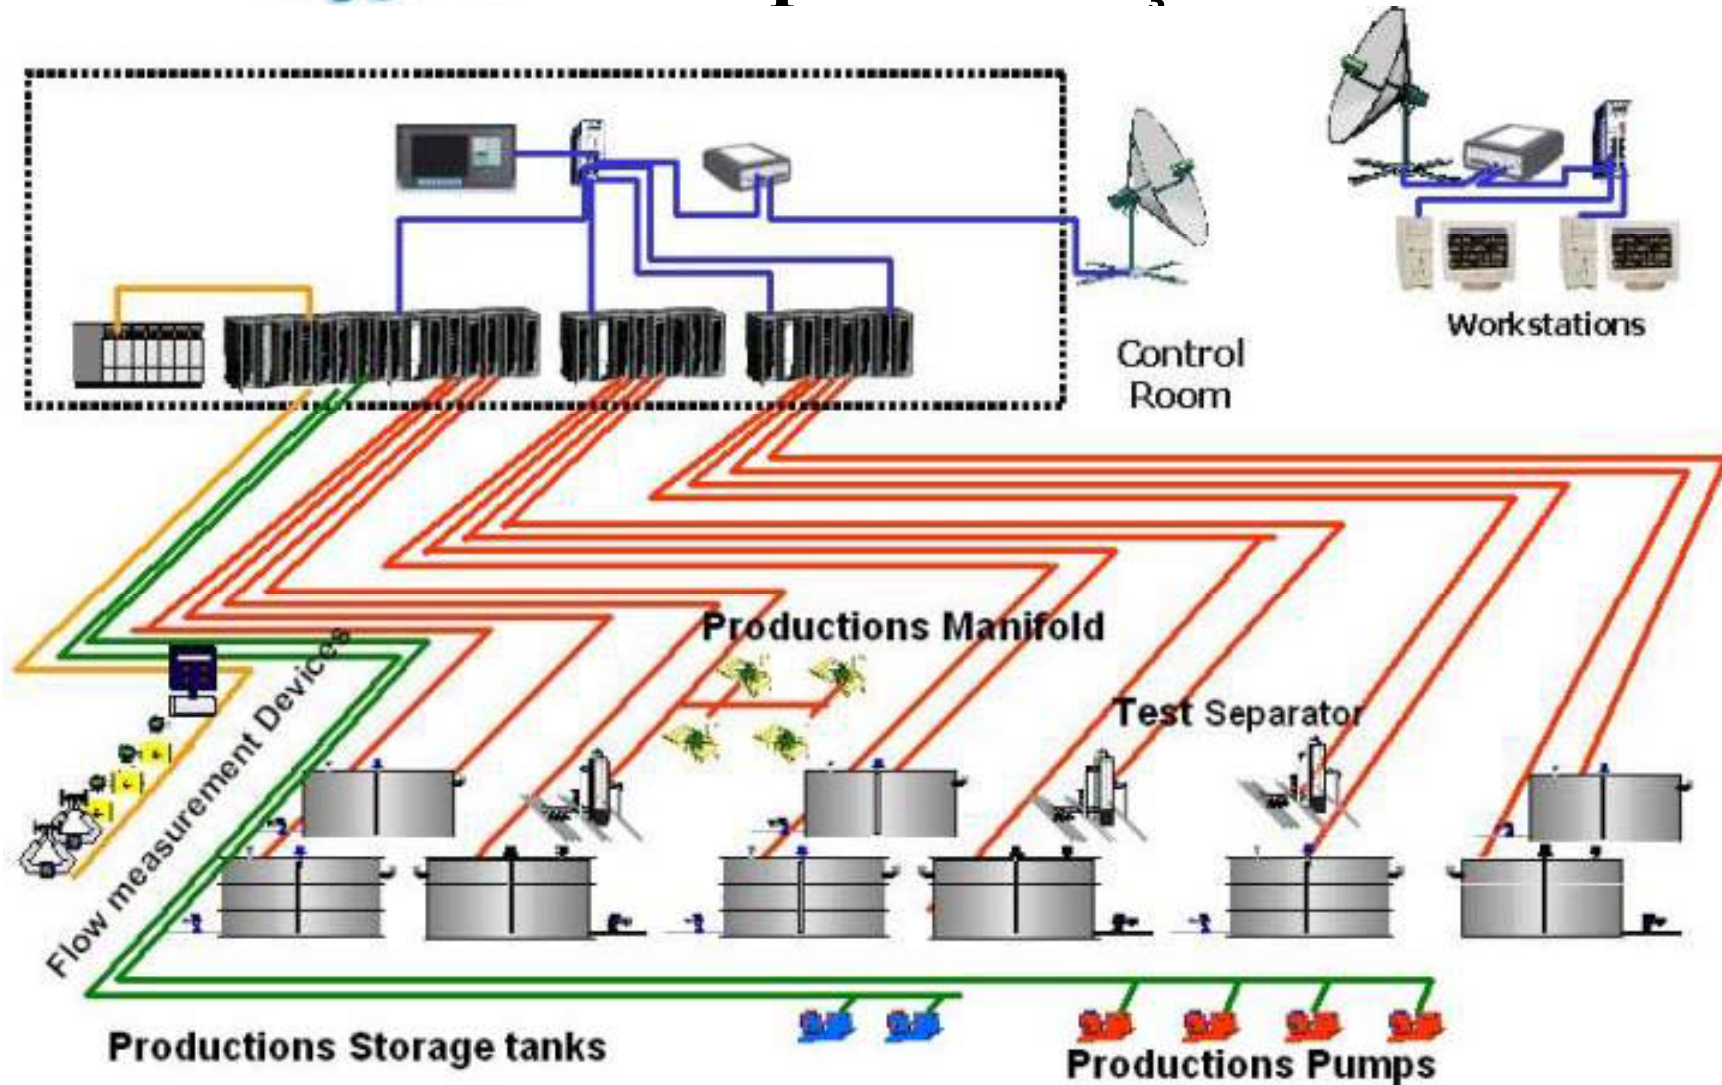 Control
Room
Workstations
Productions Manifold
Test Separator
Flow measurement Devices
Productions Storage tanks
Productions Pumps